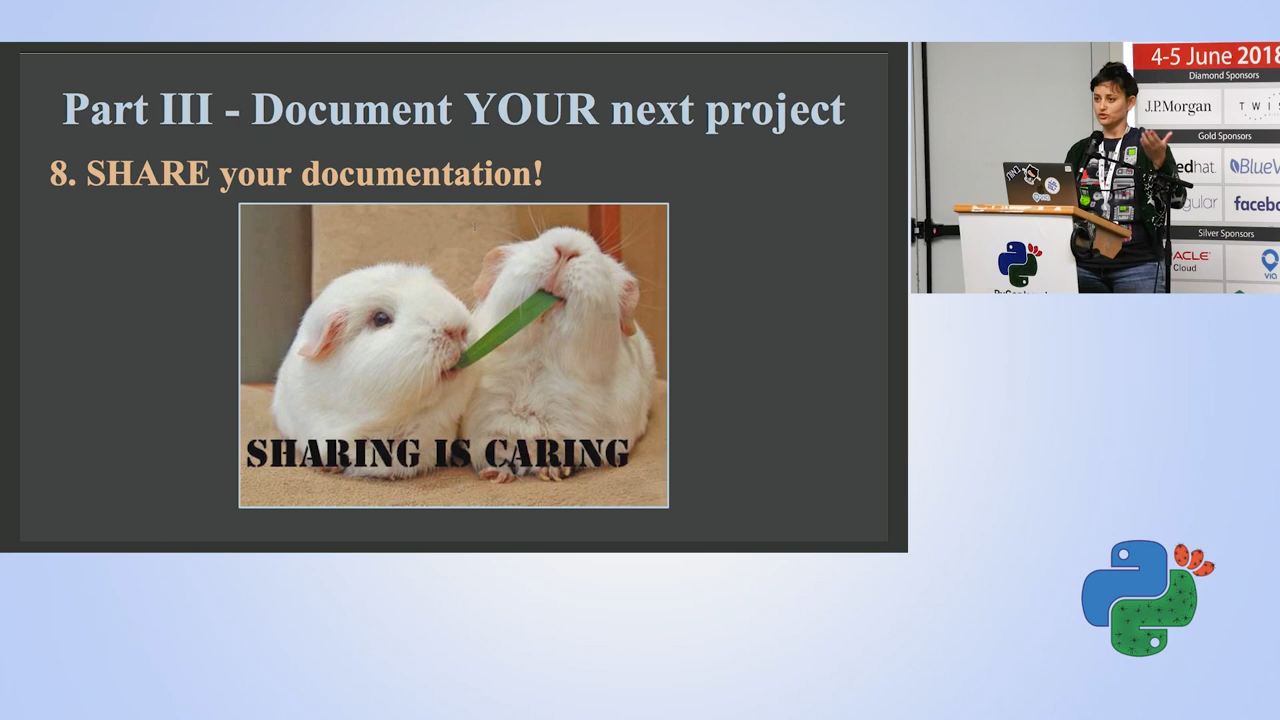 Part III - Document YOUR next project
8. SHARE your documentation!
SHARING IS CARING
4-5 June 2018
Diamond Sponsors
J.P.Morgan
Gold Sponsors
Silver Sponsors
Cloud
VIA